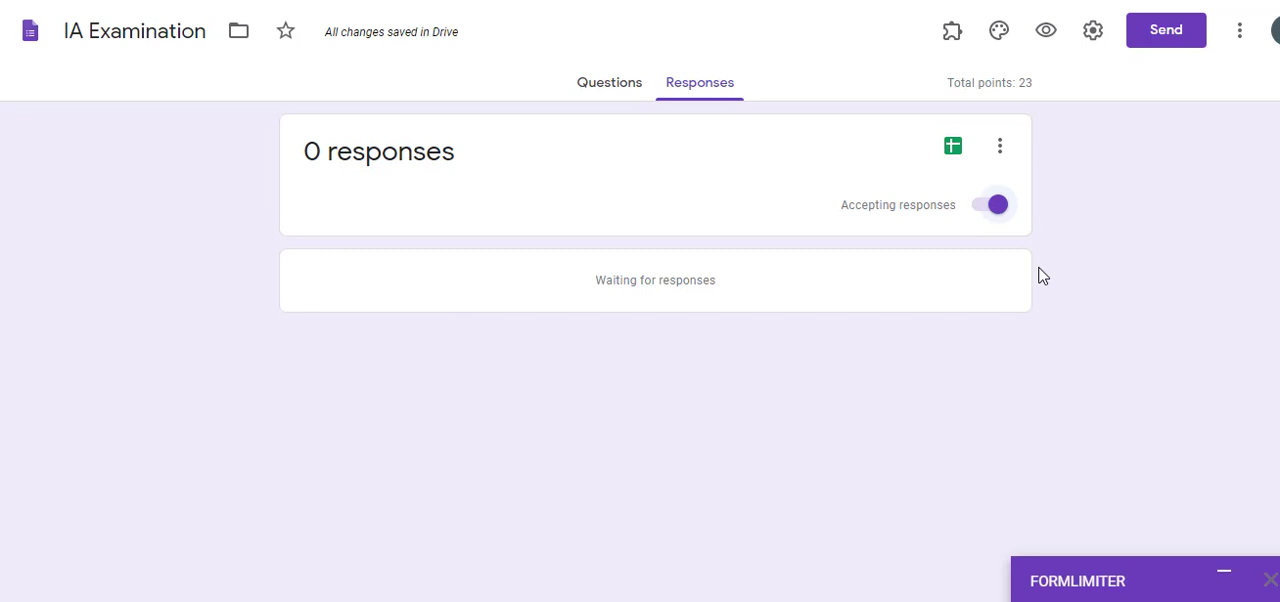 IA Examination
All changes saved in Drive
Send
Questions
Responses
Total points: 23
0 responses
Accepting responses
Waiting for responses
FORMLIMITER